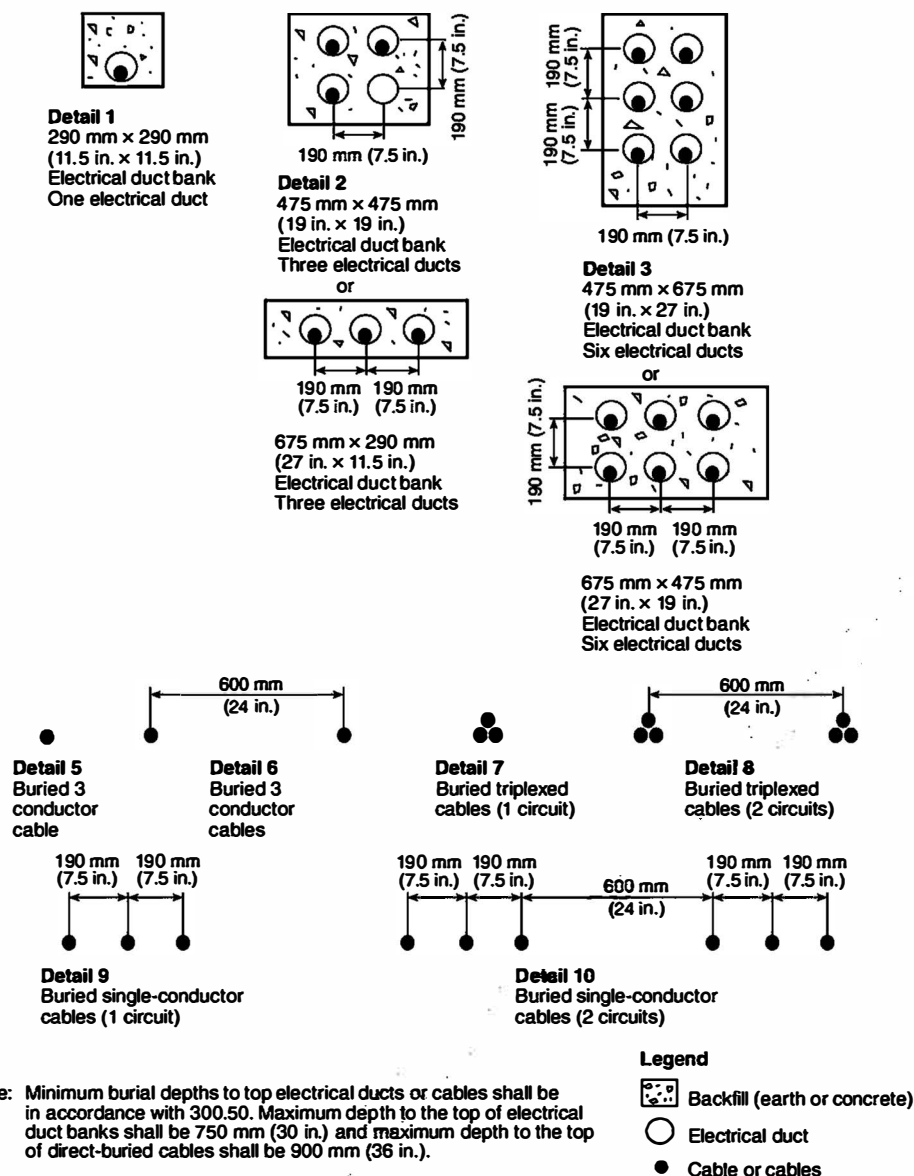 Detail 1
290 mm × 290 mm
(11.5 in. × 11.5 in.)
Electrical duct bank
One electrical duct
190 mm (7.5 in.)
190 mm (7.5 in.)
Detail 2
475 mm × 475 mm
(19 in. × 19 in.)
Electrical duct bank
Three electrical ducts
or
190 mm 190 mm
(7.5 in.) (7.5 in.)
675 mm × 290 mm
(27 in. × 11.5 in.)
Electrical duct bank
Three electrical ducts
190 mm
(7.5 in.)
190 mm
(7.5 in.)
190 mm (7.5 in.)
Detail 3
475 mm × 675 mm
(19 in. × 27 in.)
Electrical duct bank
Six electrical ducts
or
190 mm (7.5 in.)
190 mm 190 mm
(7.5 in.) (7.5 in.)
675 mm × 475 mm
(27 in. × 19 in.)
Electrical duct bank
Six electrical ducts
Detail 5
Buried 3
conductor
cable
600 mm
(24 in.)
Detail 6
Buried 3
conductor
cables
Detail 7
Buried triplexed
cables (1 circuit)
600 mm
(24 in.)
Detail 8
Buried triplexed
cables (2 circuits)
190 mm 190 mm
(7.5 in.) (7.5 in.)
Detail 9
Buried single-conductor
cables (1 circuit)
190 mm 190 mm
(7.5 in.) (7.5 in.)
600 mm
(24 in.)
190 mm 190 mm
(7.5 in.) (7.5 in.)
Detail 10
Buried single-conductor
cables (2 circuits)
e: Minimum burial depths to top electrical ducts or cables shall be
in accordance with 300.50. Maximum depth to the top of electrical
duct banks shall be 750 mm (30 in.) and maximum depth to the top
of direct-buried cables shall be 900 mm (36 in.).
Legend
Backfill (earth or concrete)
Electrical duct
Cable or cables